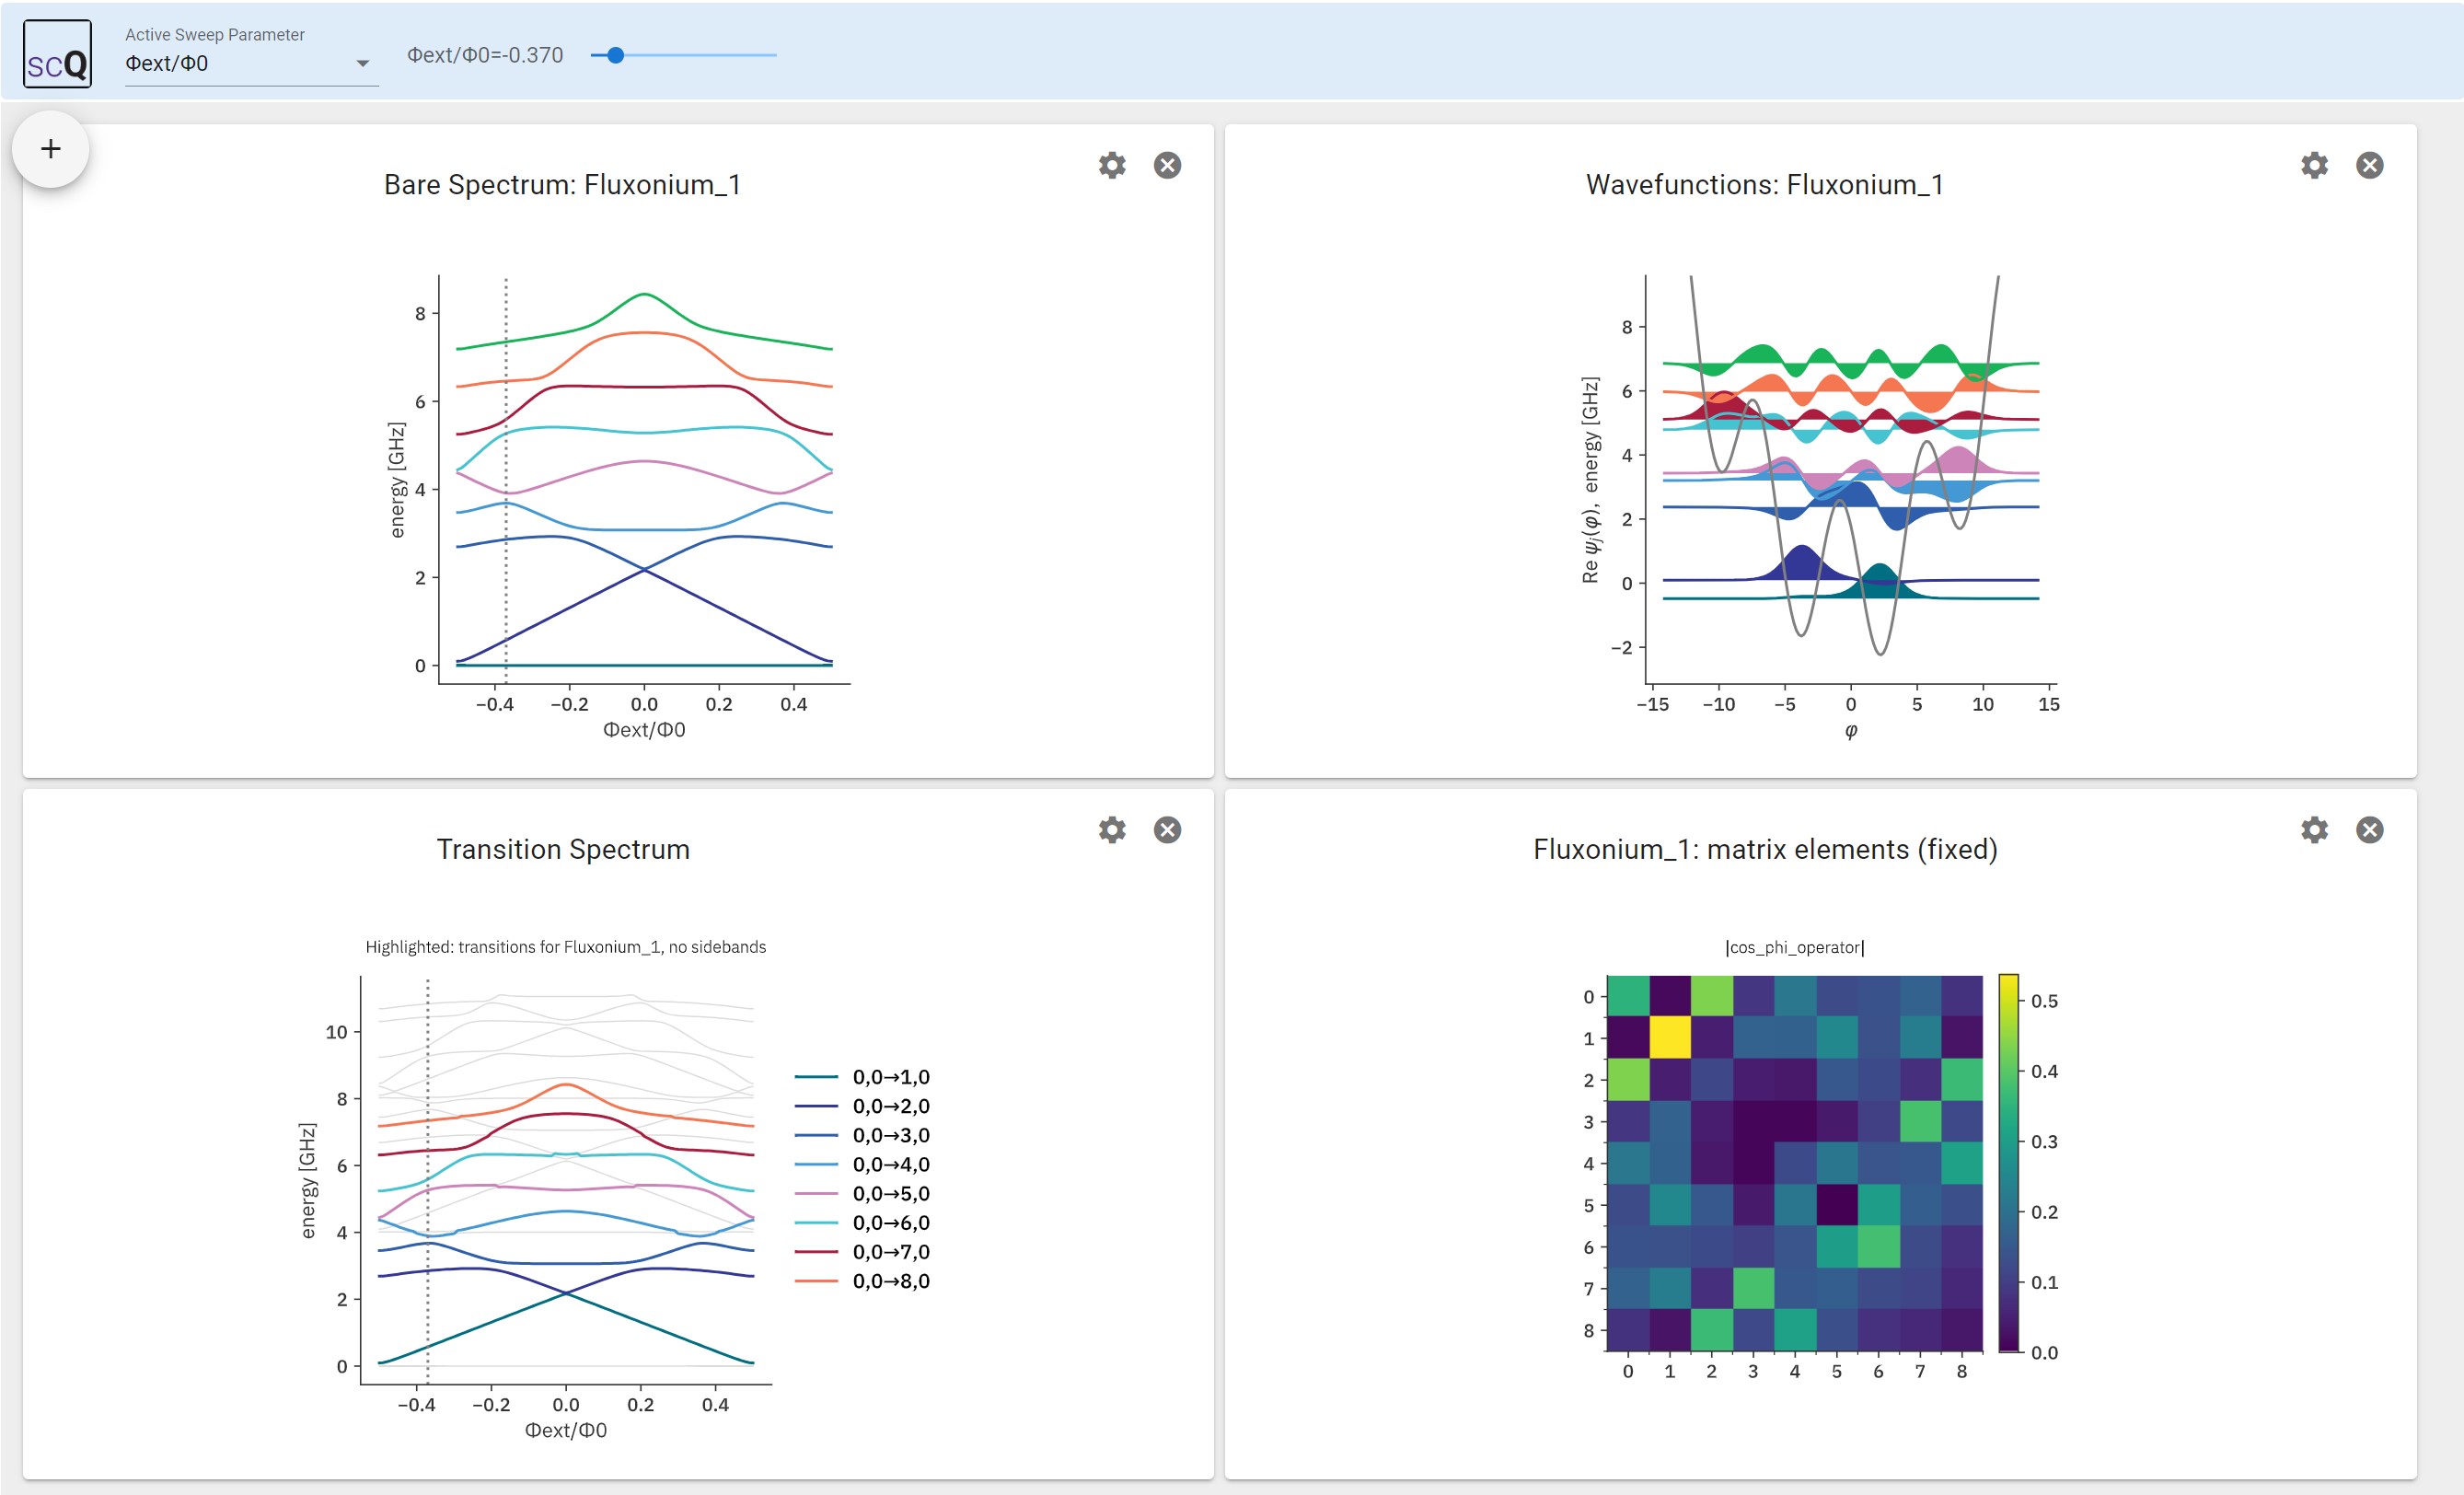 scQ
Active Sweep Parameter
Φext/Φ0
Φext/Φ0=-0.370
+
Bare Spectrum: Fluxonium_1
8
6
4
2
0
energy [GHz]
−0.4 −0.2 0.0 0.2 0.4
Φext/Φ0
Wavefunctions: Fluxonium_1
8
6
4
2
0
−2
Re ψj(φ), energy [GHz]
−15 −10 −5 0 5 10 15
φ
Transition Spectrum
Highlighted: transitions for Fluxonium_1, no sidebands
10
8
6
4
2
0
energy [GHz]
−0.4 −0.2 0.0 0.2 0.4
Φext/Φ0
0,0→1,0
0,0→2,0
0,0→3,0
0,0→4,0
0,0→5,0
0,0→6,0
0,0→7,0
0,0→8,0
Fluxonium_1: matrix elements (fixed)
|cos_phi_operator|
0
1
2
3
4
5
6
7
8
0 1 2 3 4 5 6 7 8
0.5
0.4
0.3
0.2
0.1
0.0